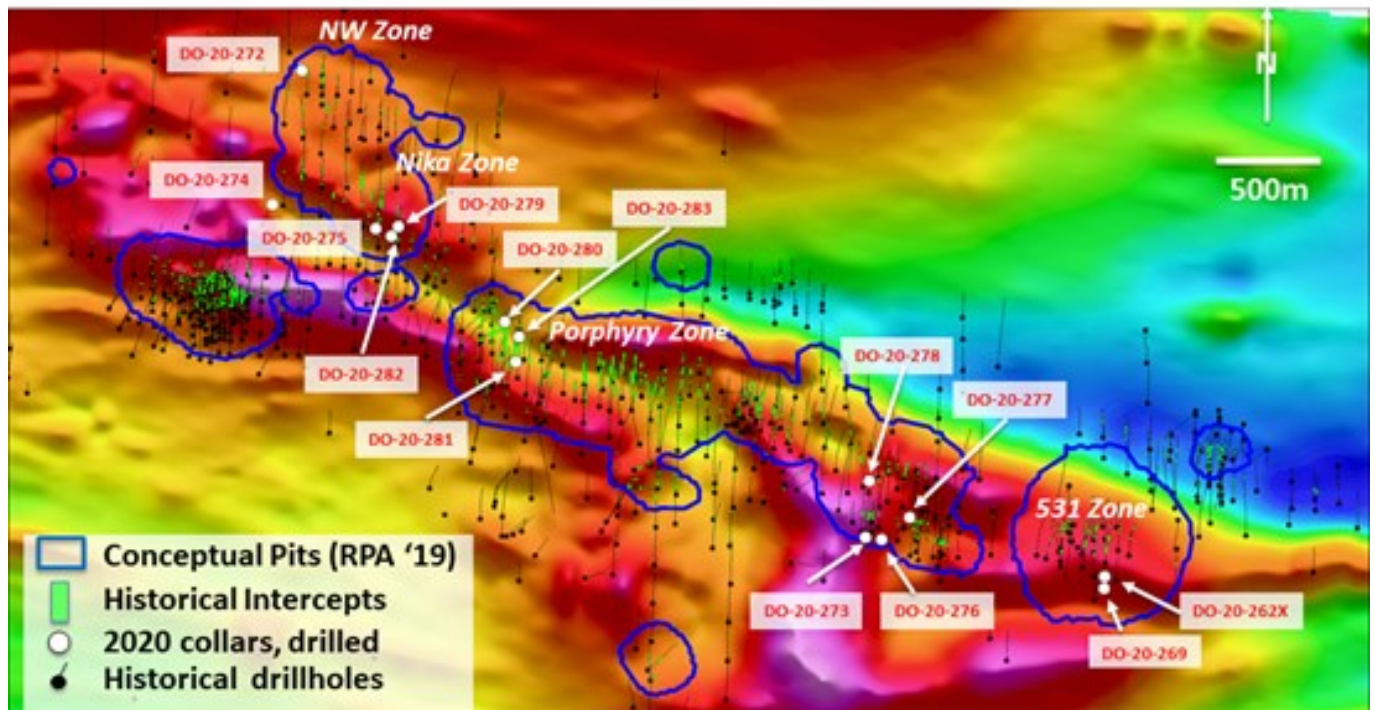 NW Zone
DO-20-272
N
Nika Zone
500m
DO-20-274
DO-20-279
DO-20-283
DO-20-275
DO-20-280
Porphyry Zone
DO-20-282
DO-20-278
DO-20-277
DO-20-281
531 Zone
Conceptual Pits (RPA ‘19)
Historical Intercepts
2020 collars, drilled
Historical drillholes
DO-20-273
DO-20-276
DO-20-262X
DO-20-269